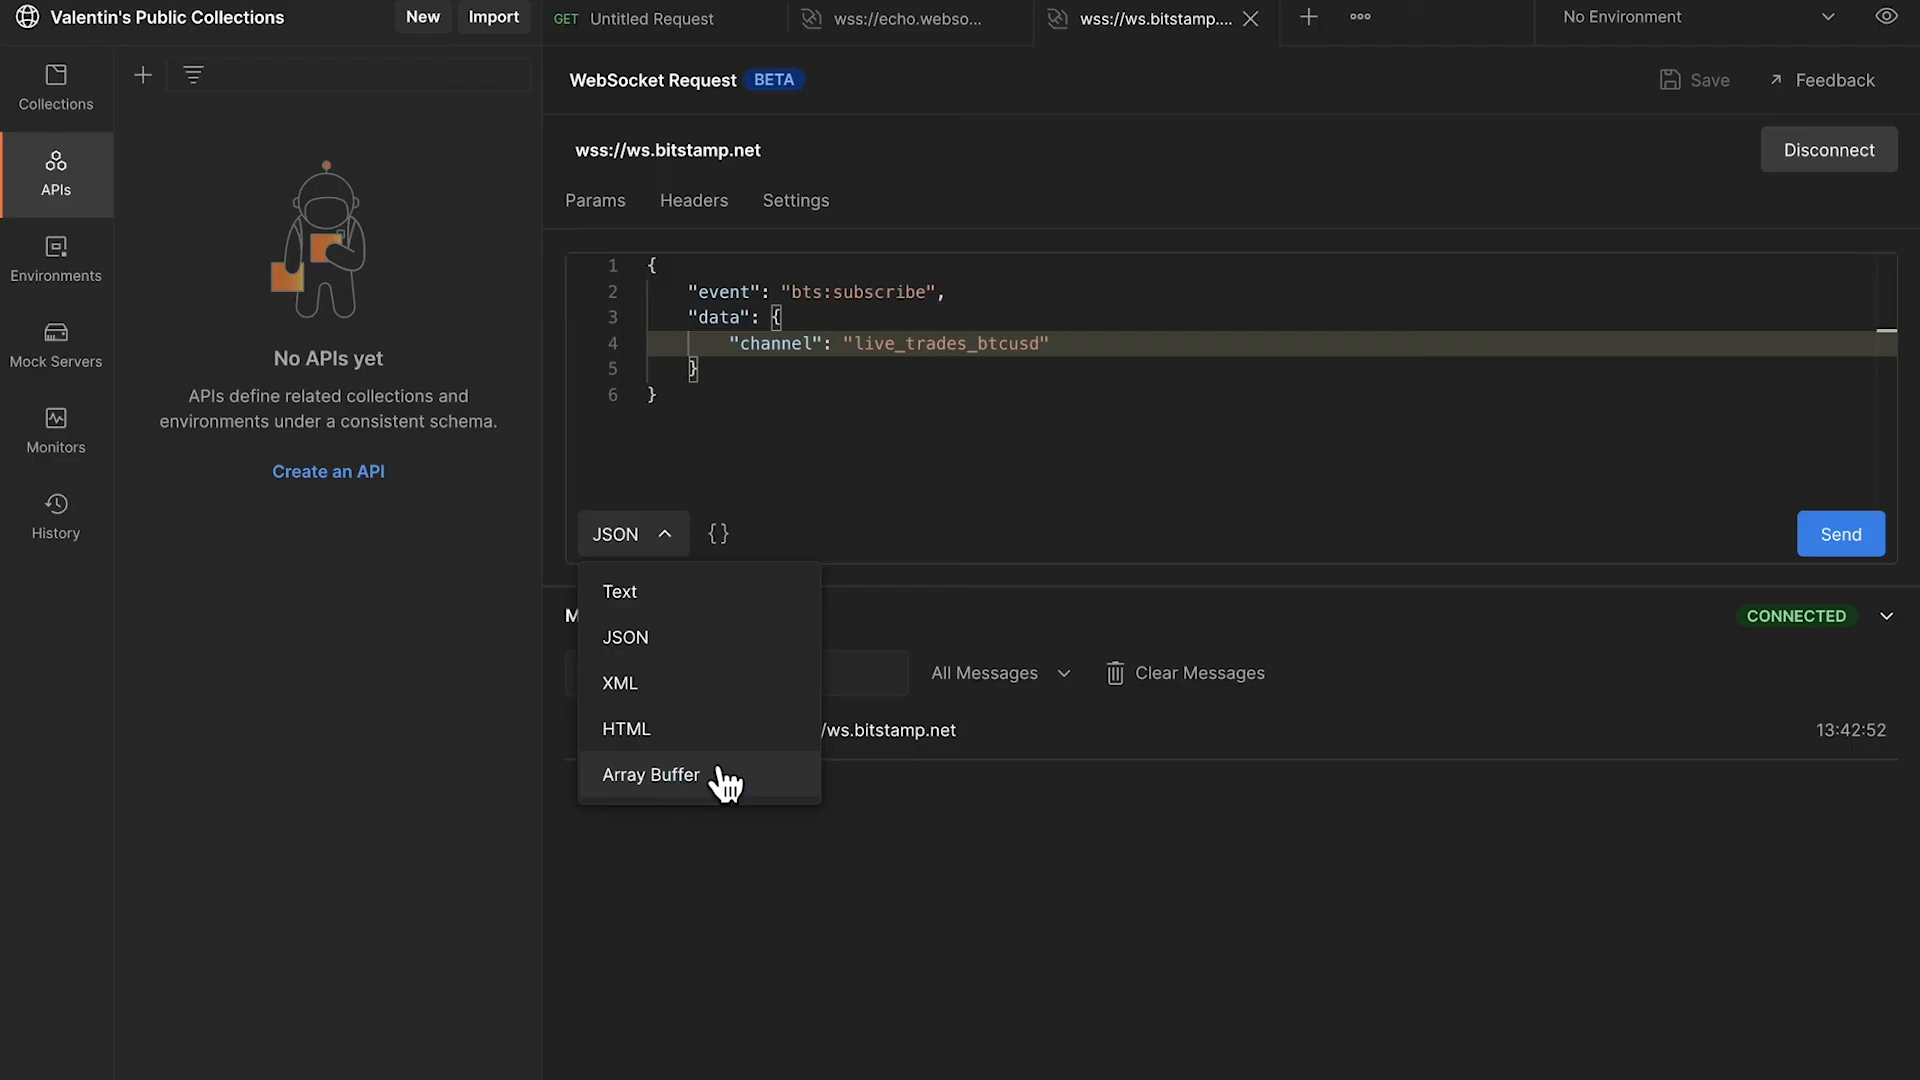 Valentin's Public Collections
New
Import
GET Untitled Request
wss://echo.webso...
wss://ws.bitstamp....
No Environment
Collections
APIs
Environments
Mock Servers
Monitors
History
No APIs yet
APIs define related collections and
environments under a consistent schema.
Create an API
WebSocket Request BETA
Save
Feedback
wss://ws.bitstamp.net
Disconnect
Params
Headers
Settings
1 {
2 "event": "bts:subscribe",
3 "data": {
4 "channel": "live_trades_btcusd"
5 }
6 }
JSON
{}
Send
Text
JSON
XML
HTML
Array Buffer
CONNECTED
All Messages
Clear Messages
/ws.bitstamp.net
13:42:52